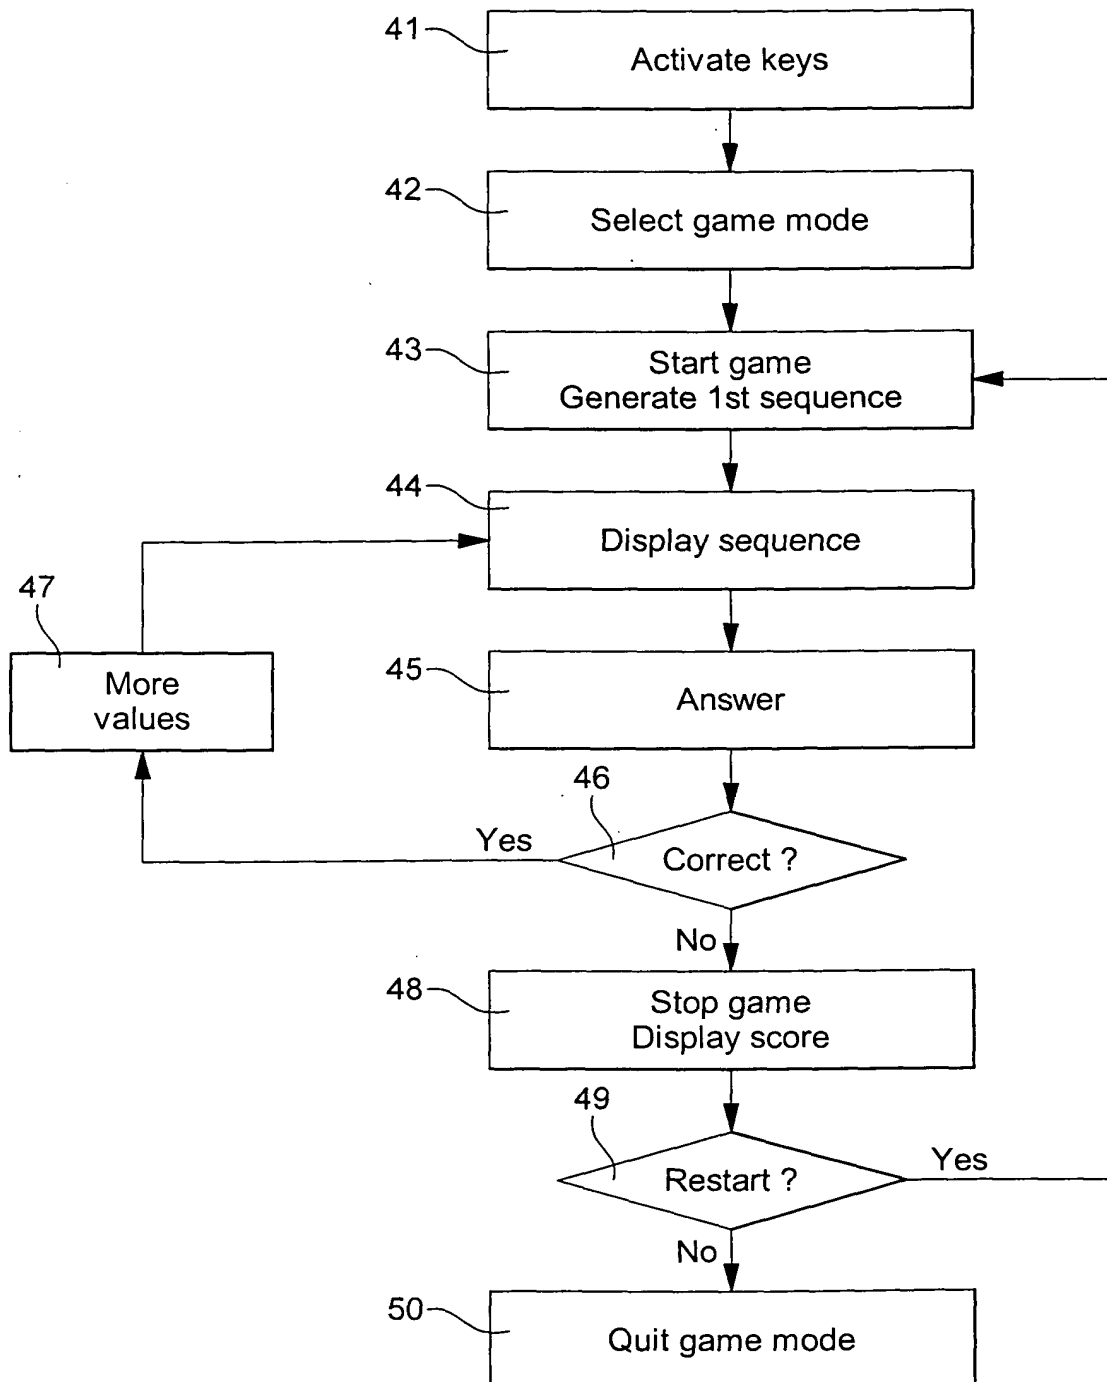 41
Activate keys
42
Select game mode
43
Start game
Generate 1st sequence
44
Display sequence
47
More
values
45
Answer
46
Yes
Correct ?
No
48
Stop game
Display score
49
Restart ?
Yes
No
50
Quit game mode